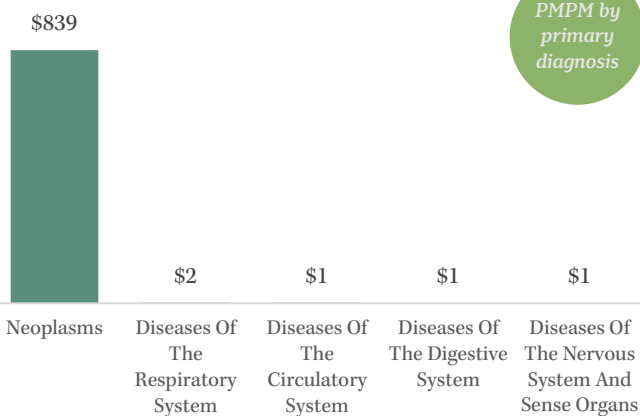 PMPM by
primary
diagnosis
$839
$2
$1
$1
$1
Neoplasms
Diseases Of
The
Respiratory
System
Diseases Of
The
Circulatory
System
Diseases Of
The Digestive
System
Diseases Of
The Nervous
System And
Sense Organs